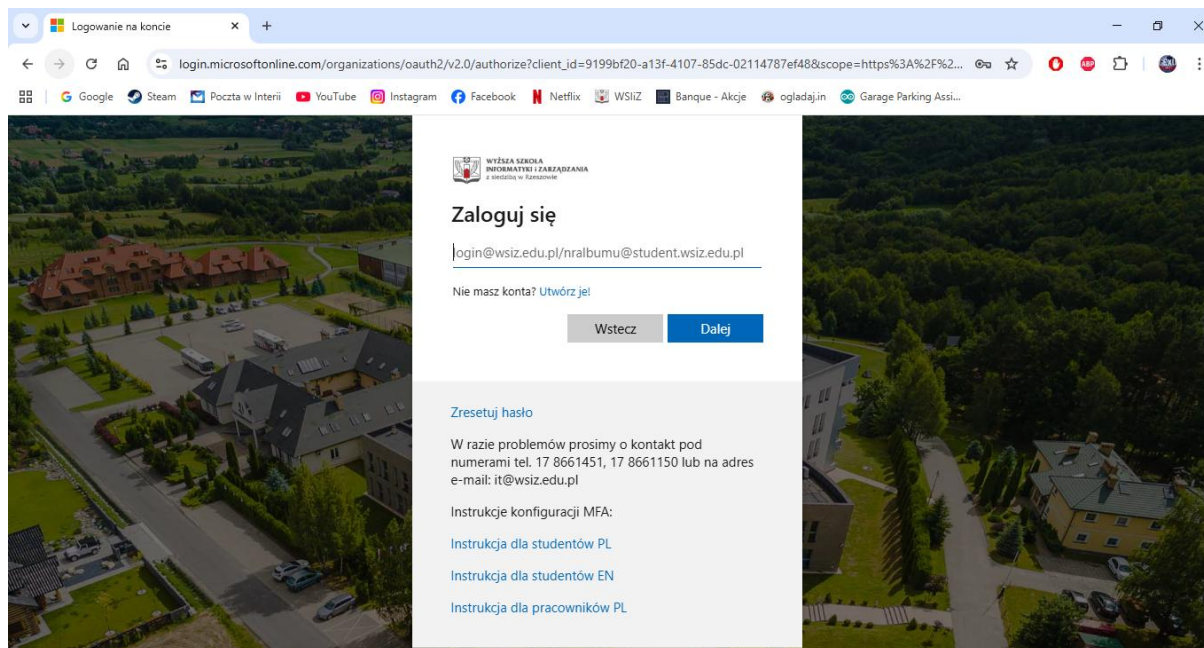 Logowanie na koncie
login.microsoftonline.com/organizations/oauth2/v2.0/authorize?client_id=9199bf20-a13f-4107-85dc-02114787ef48&scope=https%3A%2F%2...
Google Steam Poczta w Interii YouTube Instagram Facebook Netflix WSIiZ Banque - Akcje ogladaj.in Garage Parking Assi...
WYŻSZA SZKOŁA
INFORMATYKI i ZARZĄDZANIA
z siedzibą w Rzeszowie
Zaloguj się
login@wsiz.edu.pl/nralbumu@student.wsiz.edu.pl
Nie masz konta? Utwórz je!
Wstecz Dalej
Zresetuj hasło
W razie problemów prosimy o kontakt pod
numerami tel. 17 8661451, 17 8661150 lub na adres
e-mail: it@wsiz.edu.pl
Instrukcje konfiguracji MFA:
Instrukcja dla studentów PL
Instrukcja dla studentów EN
Instrukcja dla pracowników PL